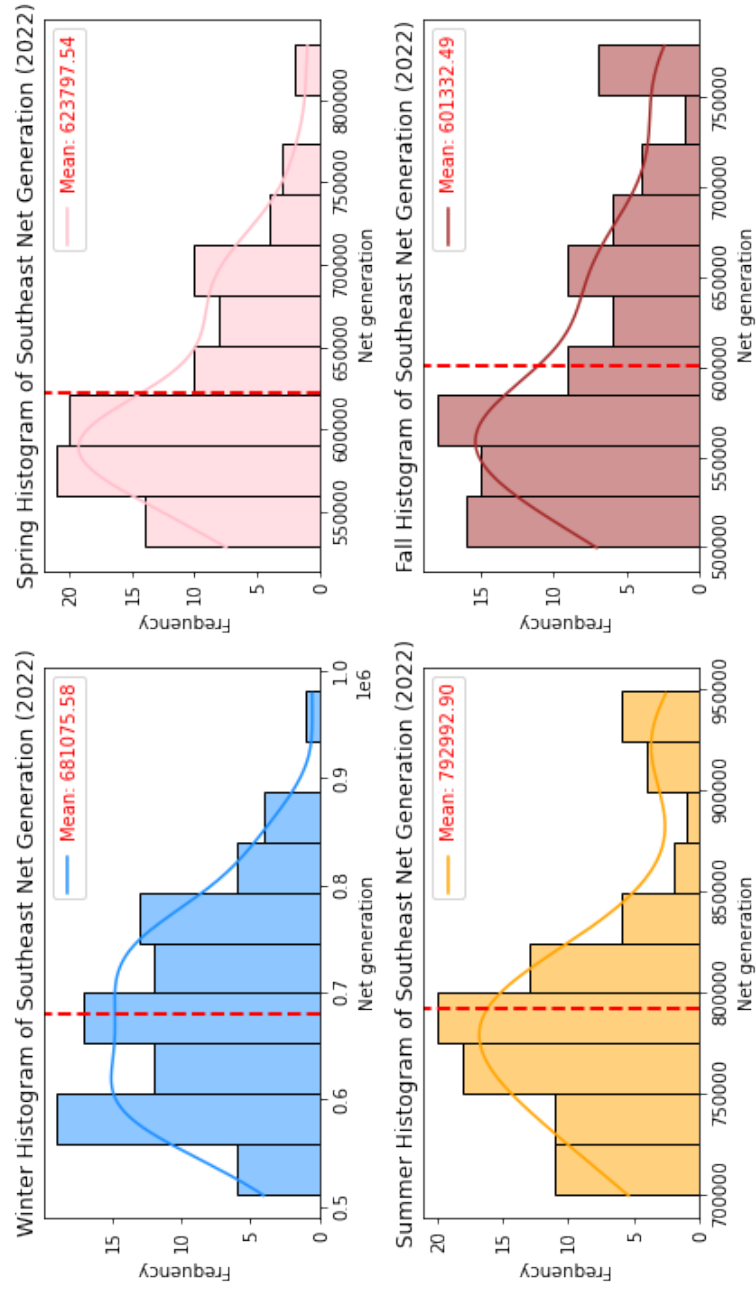 Winter Histogram of Southeast Net Generation (2022)
Mean: 681075.58
Frequency
0
5
10
15
0.5
0.6
0.7
0.8
0.9
1.0
1e6
Net generation
Spring Histogram of Southeast Net Generation (2022)
Mean: 623797.54
Frequency
0
5
10
15
20
550000
600000
650000
700000
750000
800000
Net generation
Summer Histogram of Southeast Net Generation (2022)
Mean: 792992.90
Frequency
0
5
10
15
20
700000
750000
800000
850000
900000
950000
Net generation
Fall Histogram of Southeast Net Generation (2022)
Mean: 601332.49
Frequency
0
5
10
15
500000
550000
600000
650000
700000
750000
Net generation